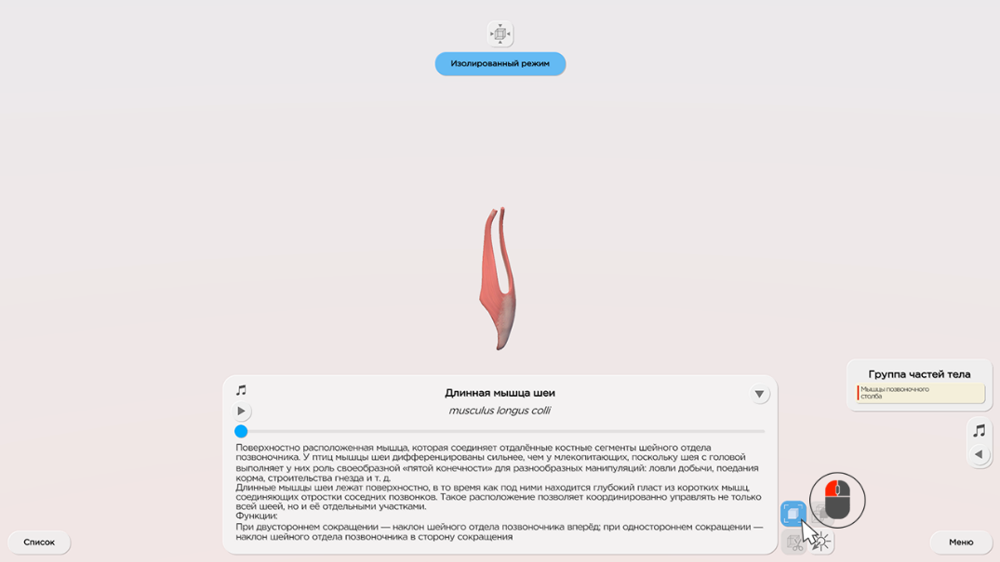 Изолированный режим
Длинная мышца шеи
musculus longus colli
Поверхностно расположенная мышца, которая соединяет отдалённые костные сегменты шейного отдела
позвоночника. У птиц мышцы шеи дифференцированы сильнее, чем у млекопитающих, поскольку шея с головой
выполняет у них роль своеобразной «пятой конечности» для разнообразных манипуляций: ловли добычи, поедания
корма, строительства гнезда и т. д.
Длинные мышцы шеи лежат поверхностно, в то время как под ними находится глубокий пласт из коротких мышц,
соединяющих отростки соседних позвонков. Такое расположение позволяет координированно управлять не только
всей шеей, но и её отдельными участками.
Функции:
При двустороннем сокращении — наклон шейного отдела позвоночника вперёд; при одностороннем сокращении —
наклон шейного отдела позвоночника в сторону сокращения
Группа частей тела
Мышцы позвоночного
столба
Список
Меню